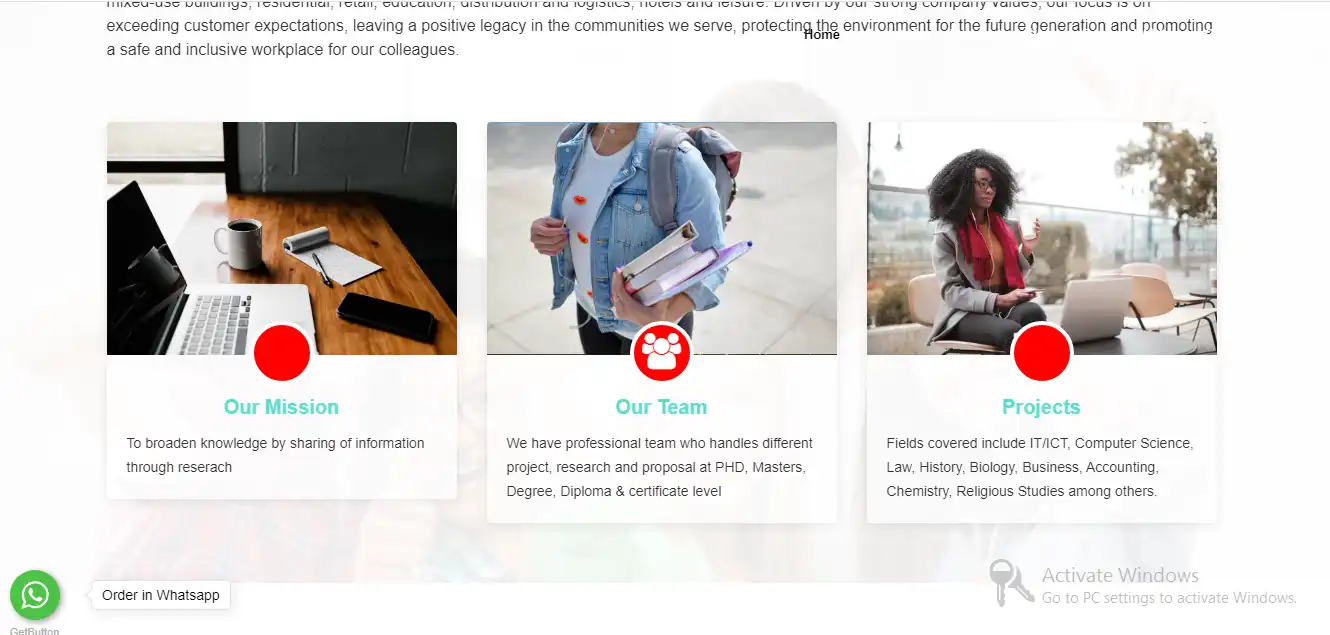 mixed-use buildings, residential, retail, education, distribution and logistics, hotels and leisure. Driven by our strong company values, our focus is on
exceeding customer expectations, leaving a positive legacy in the communities we serve, protecting the environment for the future generation and promoting
Home
a safe and inclusive workplace for our colleagues.
Our Mission
To broaden knowledge by sharing of information
through reserach
Our Team
We have professional team who handles different
project, research and proposal at PHD, Masters,
Degree, Diploma & certificate level
Projects
Fields covered include IT/ICT, Computer Science,
Law, History, Biology, Business, Accounting,
Chemistry, Religious Studies among others.
Activate Windows
Go to PC settings to activate Windows.
Order in Whatsapp
GetButton